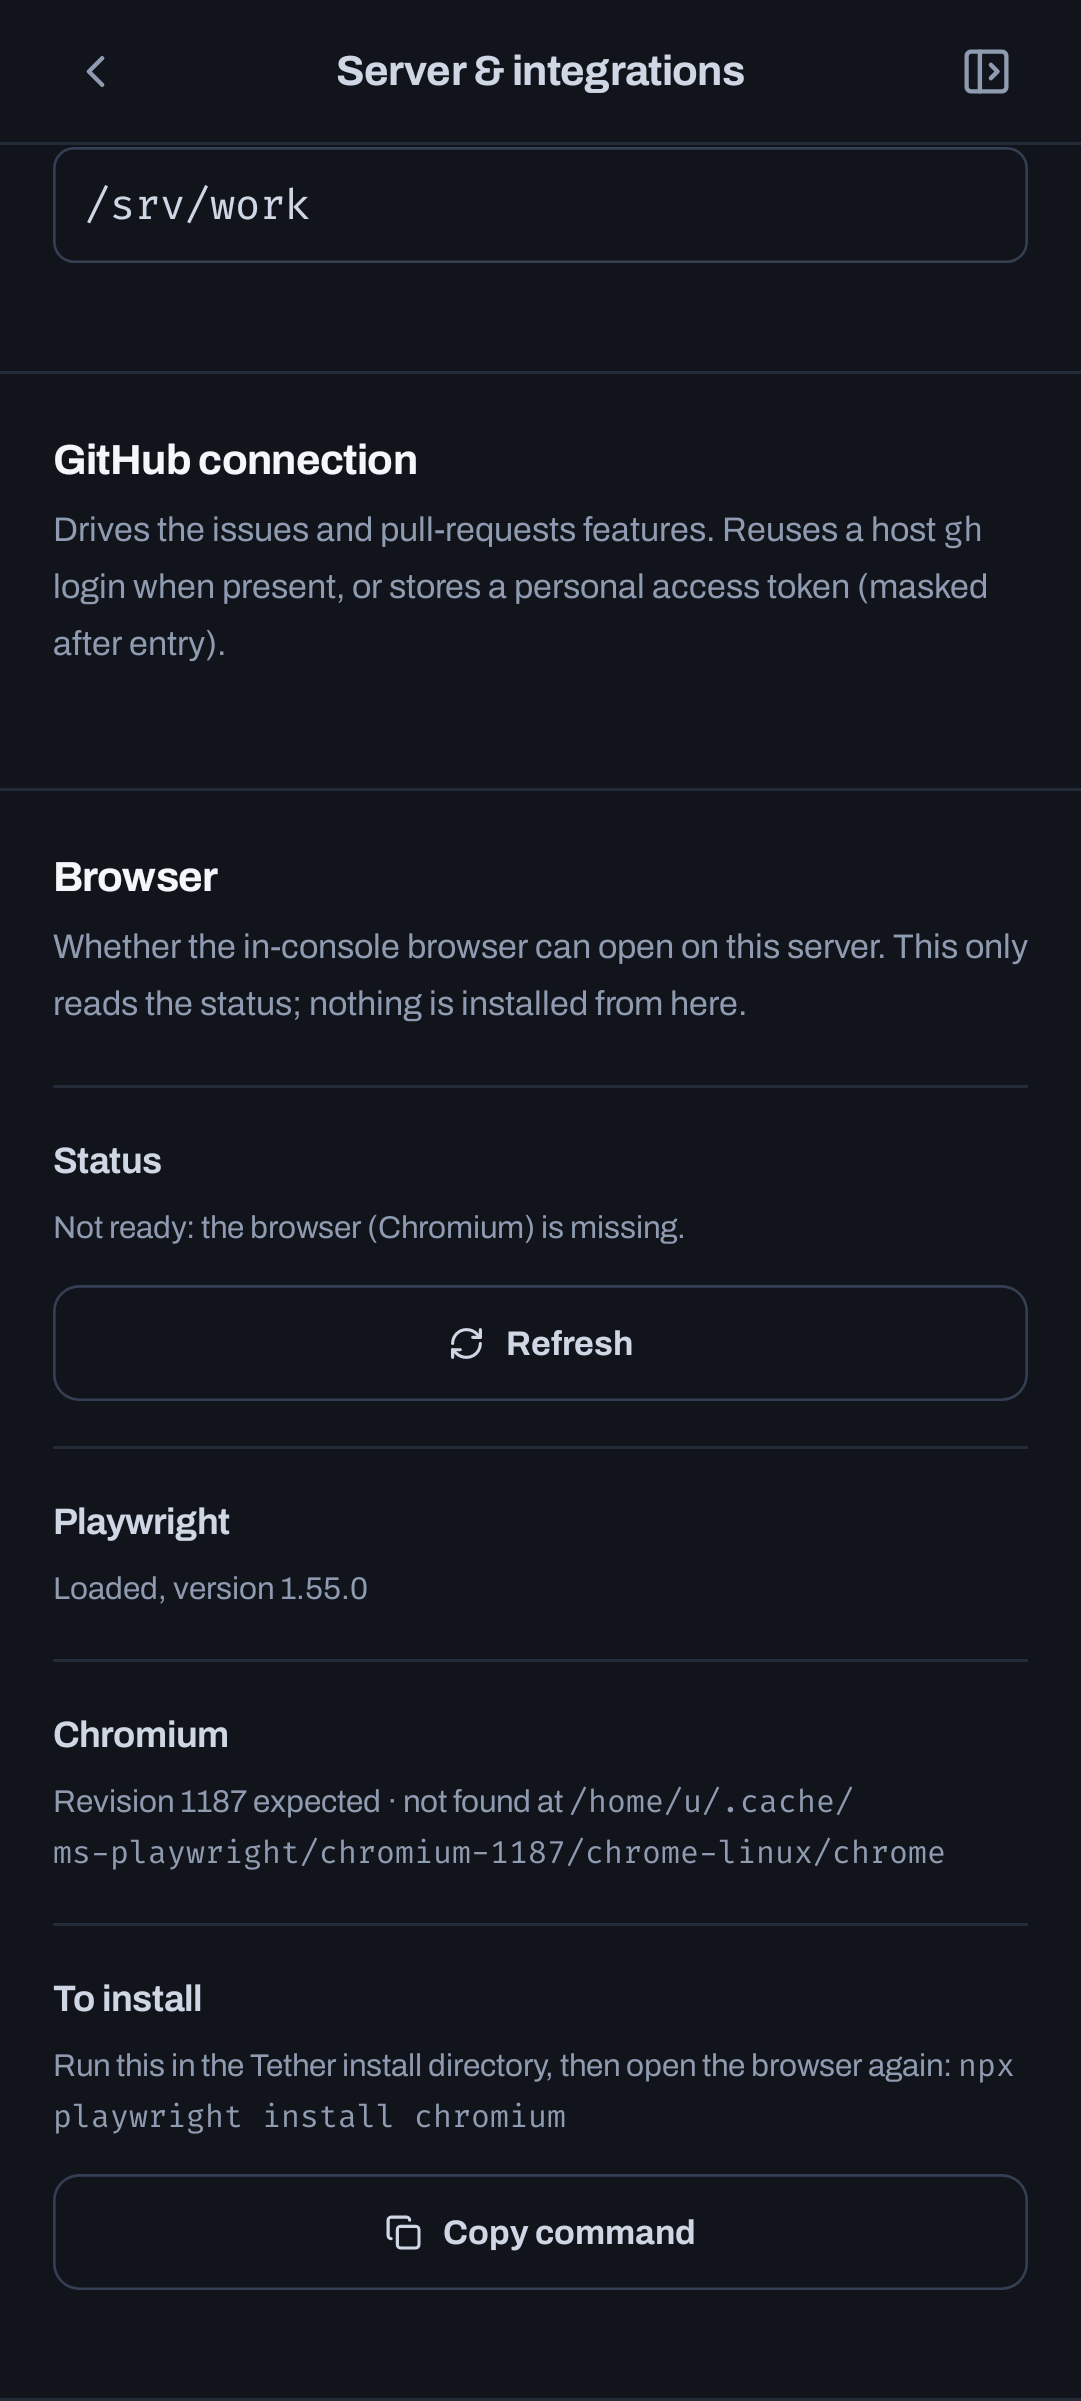 Server & integrations
/srv/work
GitHub connection
Drives the issues and pull-requests features. Reuses a host gh
login when present, or stores a personal access token (masked
after entry).
Browser
Whether the in-console browser can open on this server. This only
reads the status; nothing is installed from here.
Status
Not ready: the browser (Chromium) is missing.
Refresh
Playwright
Loaded, version 1.55.0
Chromium
Revision 1187 expected · not found at /home/u/.cache/
ms-playwright/chromium-1187/chrome-linux/chrome
To install
Run this in the Tether install directory, then open the browser again: npx
playwright install chromium
Copy command